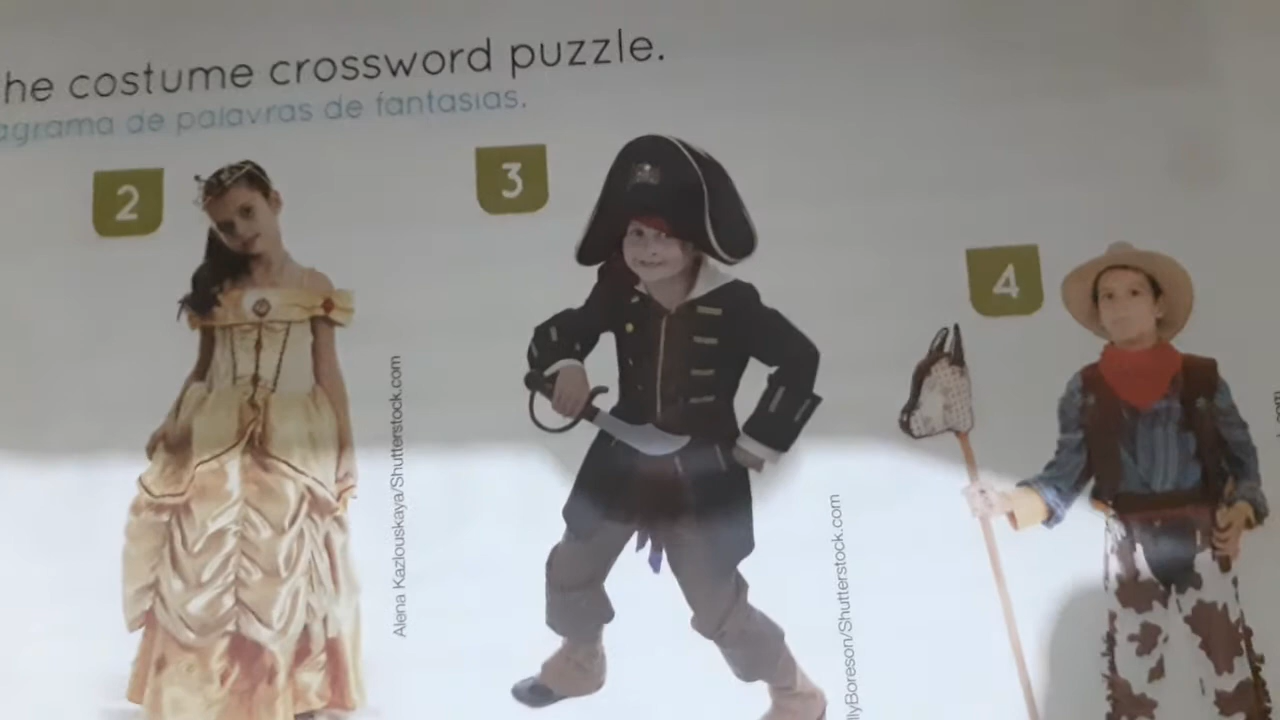 he costume crossword puzzle.
agrama de palavras de fantasias.
2
3
4
Alena Kazlouskaya/Shutterstock.com
llyBoreson/Shutterstock.com